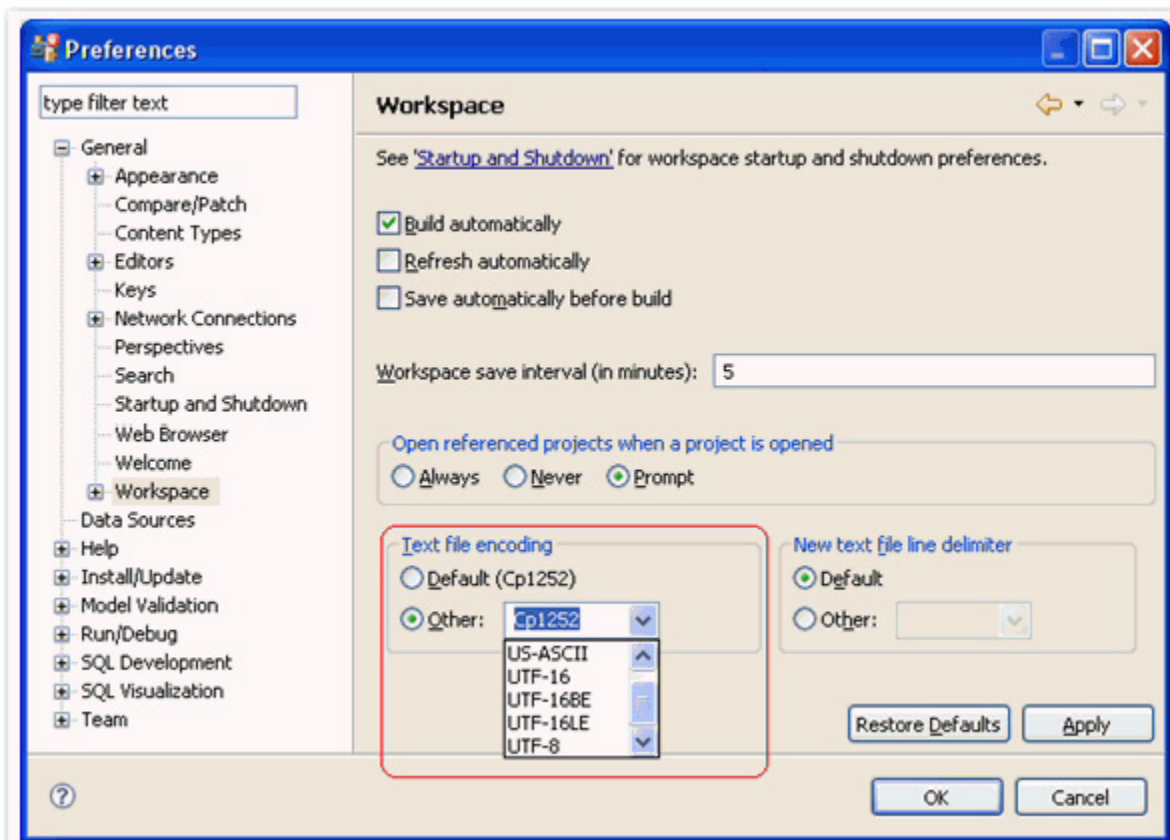 Preferences
type filter text
General
Appearance
Compare/Patch
Content Types
Editors
Keys
Network Connections
Perspectives
Search
Startup and Shutdown
Web Browser
Welcome
Workspace
Data Sources
Help
Install/Update
Model Validation
Run/Debug
SQL Development
SQL Visualization
Team
Workspace
See 'Startup and Shutdown' for workspace startup and shutdown preferences.
Build automatically
Refresh automatically
Save automatically before build
Workspace save interval (in minutes): 5
Open referenced projects when a project is opened
Always Never Prompt
Text file encoding
Default (Cp1252)
Other: Cp1252
US-ASCII
UTF-16
UTF-16BE
UTF-16LE
UTF-8
New text file line delimiter
Default
Other:
Restore Defaults Apply
? OK Cancel